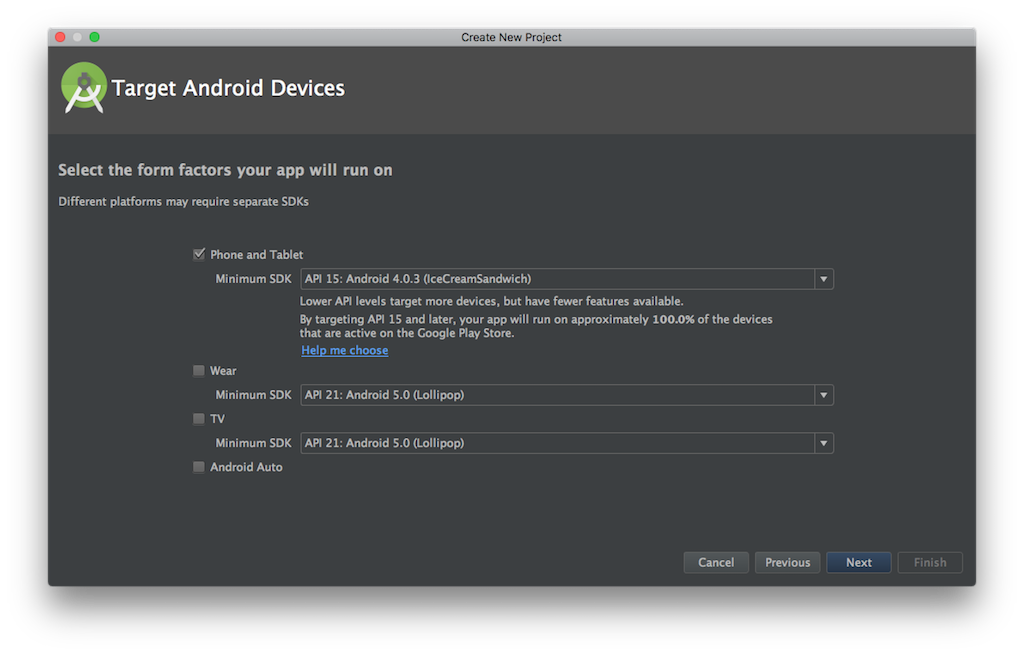 Create New Project
Target Android Devices
Select the form factors your app will run on
Different platforms may require separate SDKs
Phone and Tablet
Minimum SDK API 15: Android 4.0.3 (IceCreamSandwich)
Lower API levels target more devices, but have fewer features available.
By targeting API 15 and later, your app will run on approximately 100.0% of the devices
that are active on the Google Play Store.
Help me choose
Wear
Minimum SDK API 21: Android 5.0 (Lollipop)
TV
Minimum SDK API 21: Android 5.0 (Lollipop)
Android Auto
Cancel Previous Next Finish